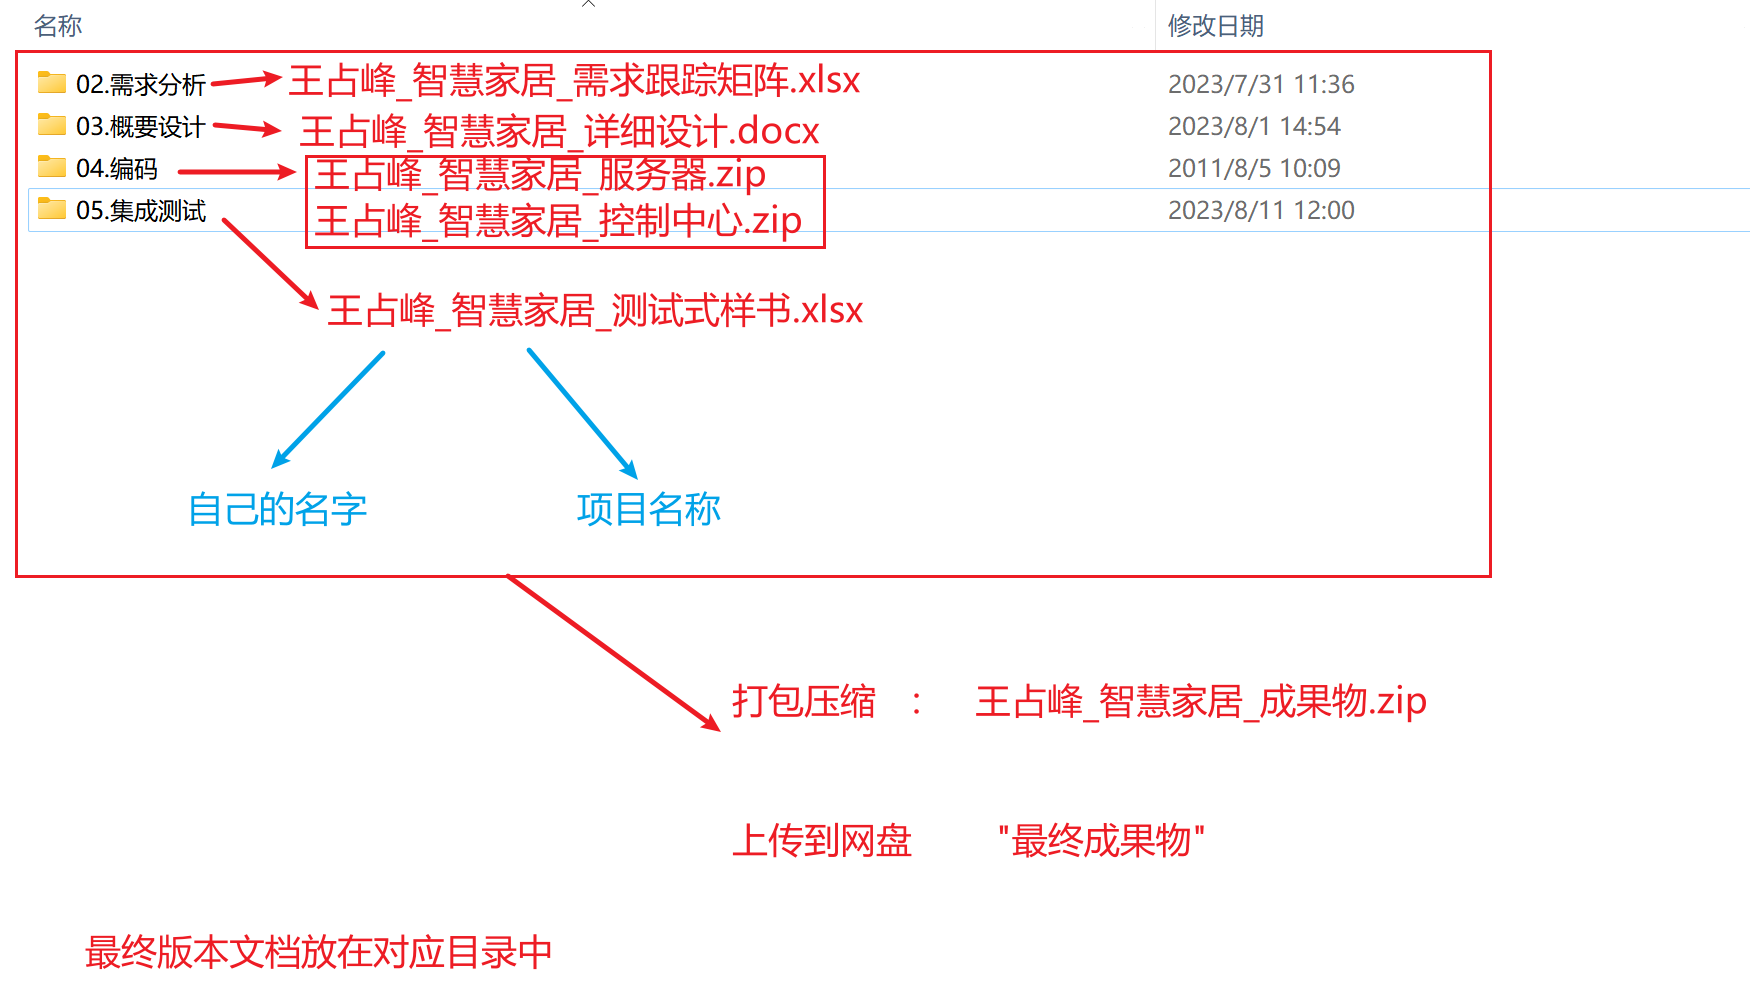 名称 修改日期
02.需求分析 王占峰_智慧家居_需求跟踪矩阵.xlsx 2023/7/31 11:36
03.概要设计 王占峰_智慧家居_详细设计.docx 2023/8/1 14:54
04.编码 王占峰_智慧家居_服务器.zip 2011/8/5 10:09
05.集成测试 王占峰_智慧家居_控制中心.zip 2023/8/11 12:00
王占峰_智慧家居_测试式样书.xlsx
自己的名字 项目名称
打包压缩 : 王占峰_智慧家居_成果物.zip
上传到网盘 "最终成果物"
最终版本文档放在对应目录中